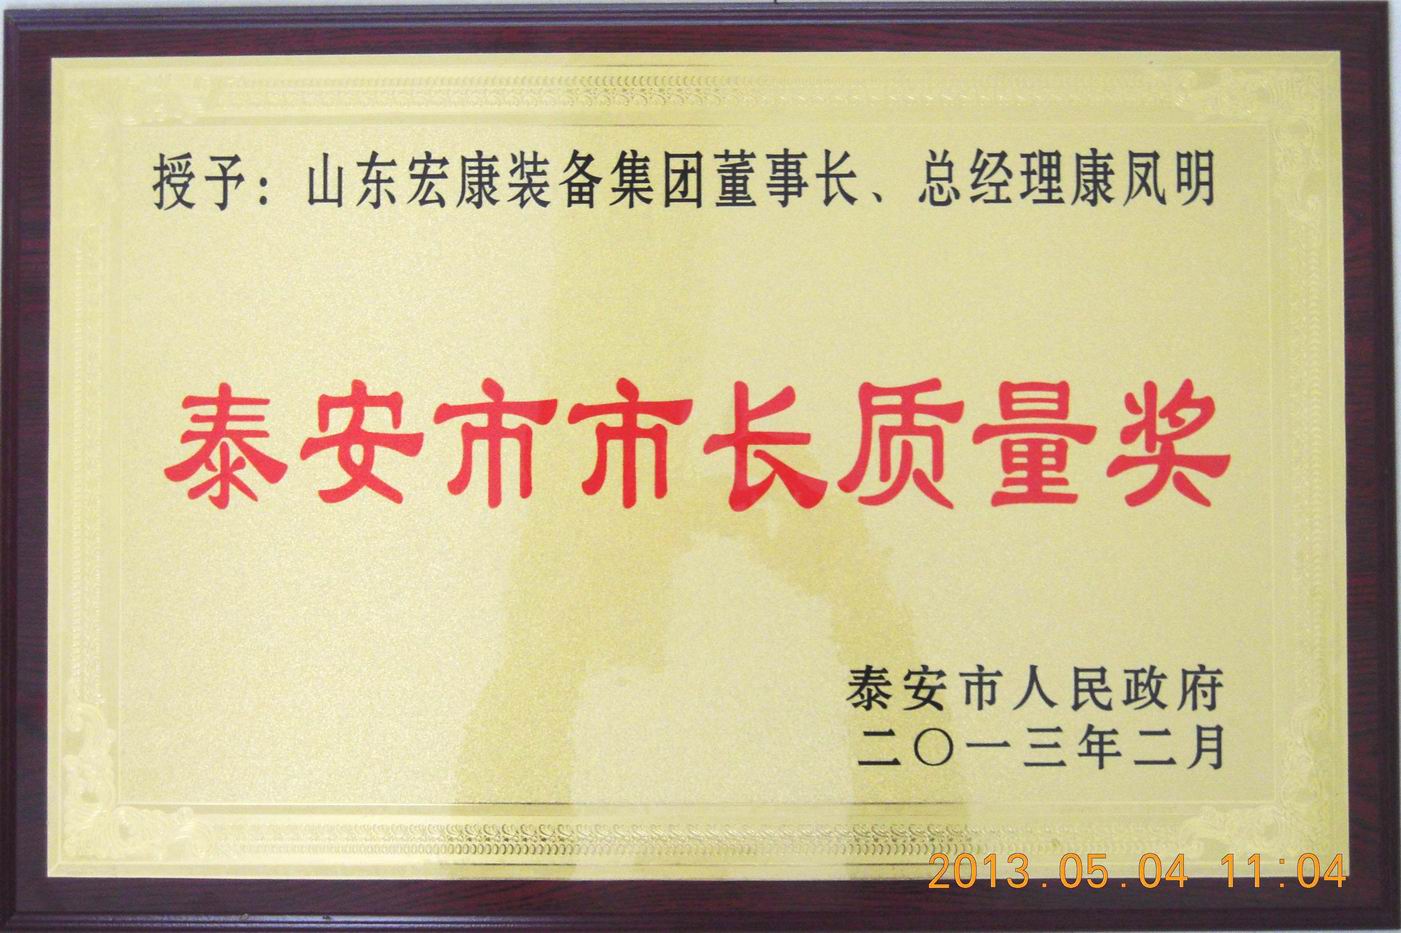 授予：山东宏康装备集团董事长、总经理康凤明
泰安市市长质量奖
泰安市人民政府
二〇一三年二月
2013.05.04 11:04